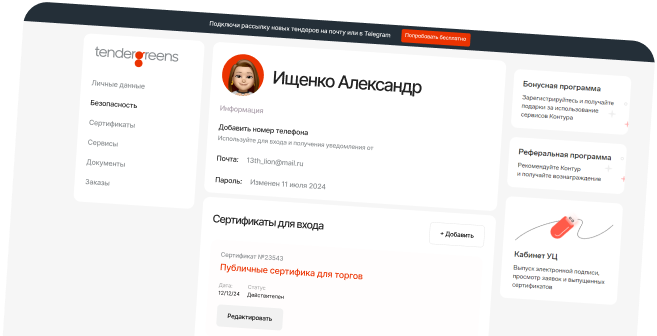 Подключи рассылку новых тендеров на почту или в Telegram
Попробовать бесплатно
tendergreens
Личные данные
Безопасность
Сертификаты
Сервисы
Документы
Заказы
Ищенко Александр
Информация
Добавить номер телефона
Используйте для входа и получения уведомления от
Почта: 13th_lion@mail.ru
Пароль: Изменен 11 июля 2024
Сертификаты для входа
+ Добавить
Сертификат №23543
Публичные сертифика для торгов
Дата: Статус
12/12/24 Действителен
Редактировать
Бонусная программа
Зарегистрируйтесь и получайте
подарки за использование
сервисов Контура
Реферальная программа
Рекомендуйте Контур
и получайте вознаграждение
Кабинет УЦ
Выпуск электронной подписи,
просмотр заявок и выпущенных
сертификатов